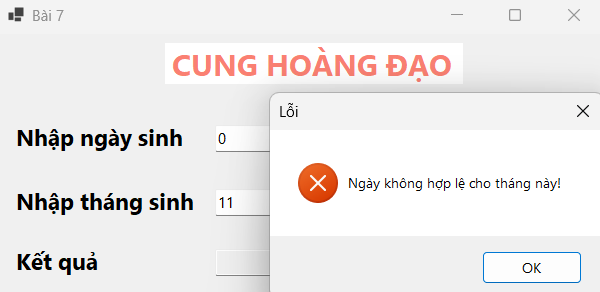 Bài 7
CUNG HOÀNG ĐẠO
Lỗi
Nhập ngày sinh 0
Ngày không hợp lệ cho tháng này!
Nhập tháng sinh 11
Kết quả
OK